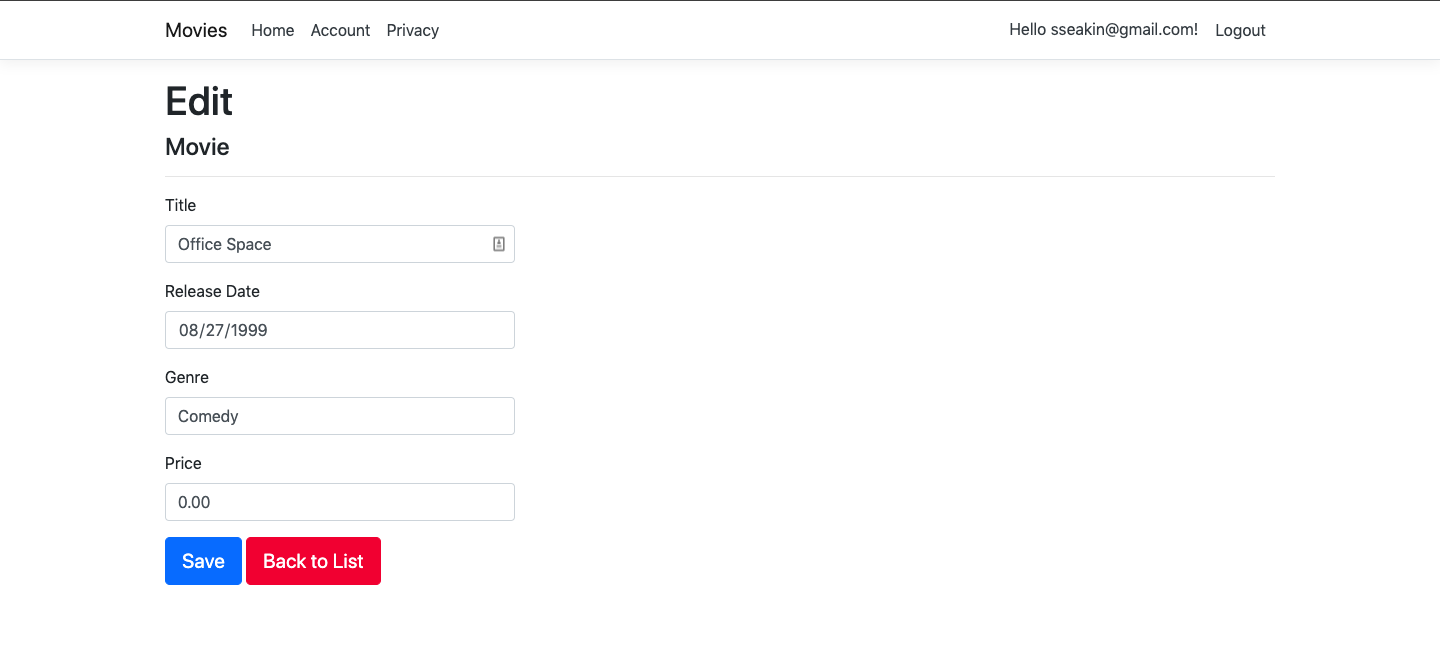 Movies Home Account Privacy Hello sseakin@gmail.com! Logout
Edit
Movie
Title
Office Space
Release Date
08/27/1999
Genre
Comedy
Price
0.00
Save Back to List